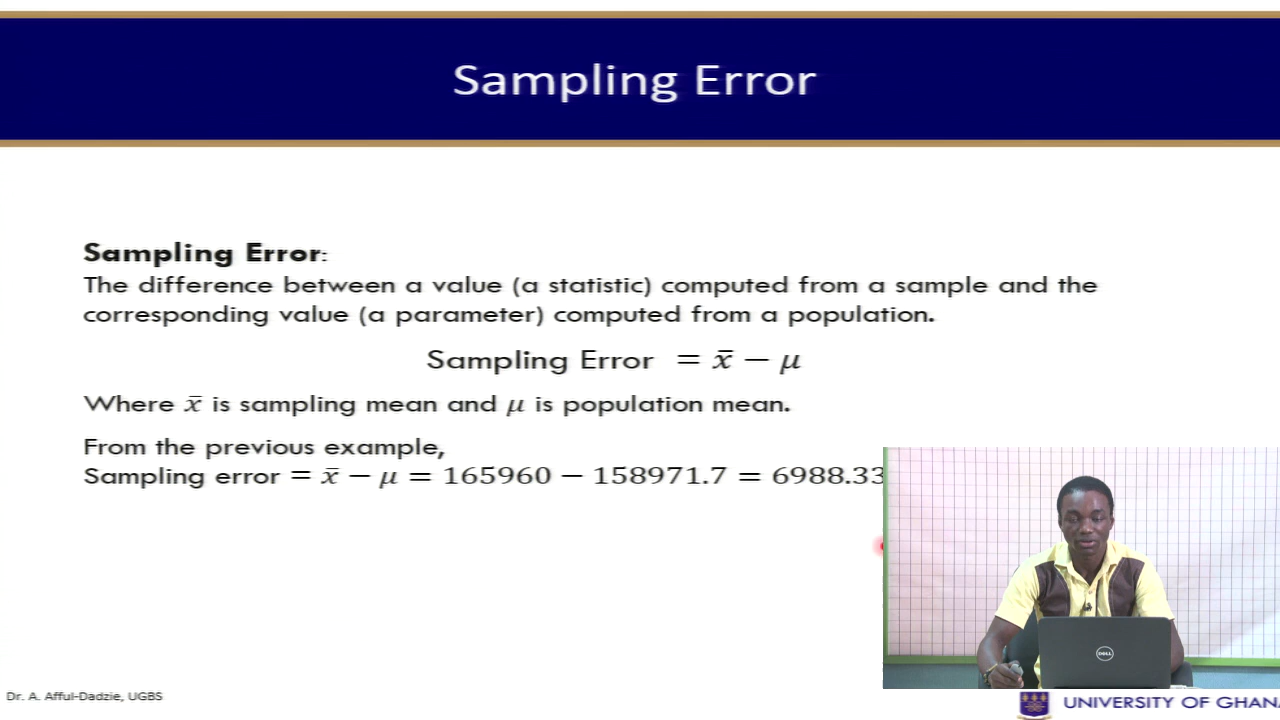 Sampling Error
Sampling Error:
The difference between a value (a statistic) computed from a sample and the
corresponding value (a parameter) computed from a population.
Sampling Error = x̄ − μ
Where x̄ is sampling mean and μ is population mean.
From the previous example,
Sampling error = x̄ − μ = 165960 − 158971.7 = 6988.33
DELL
Dr. A. Afful-Dadzie, UGBS
UNIVERSITY OF GHANA